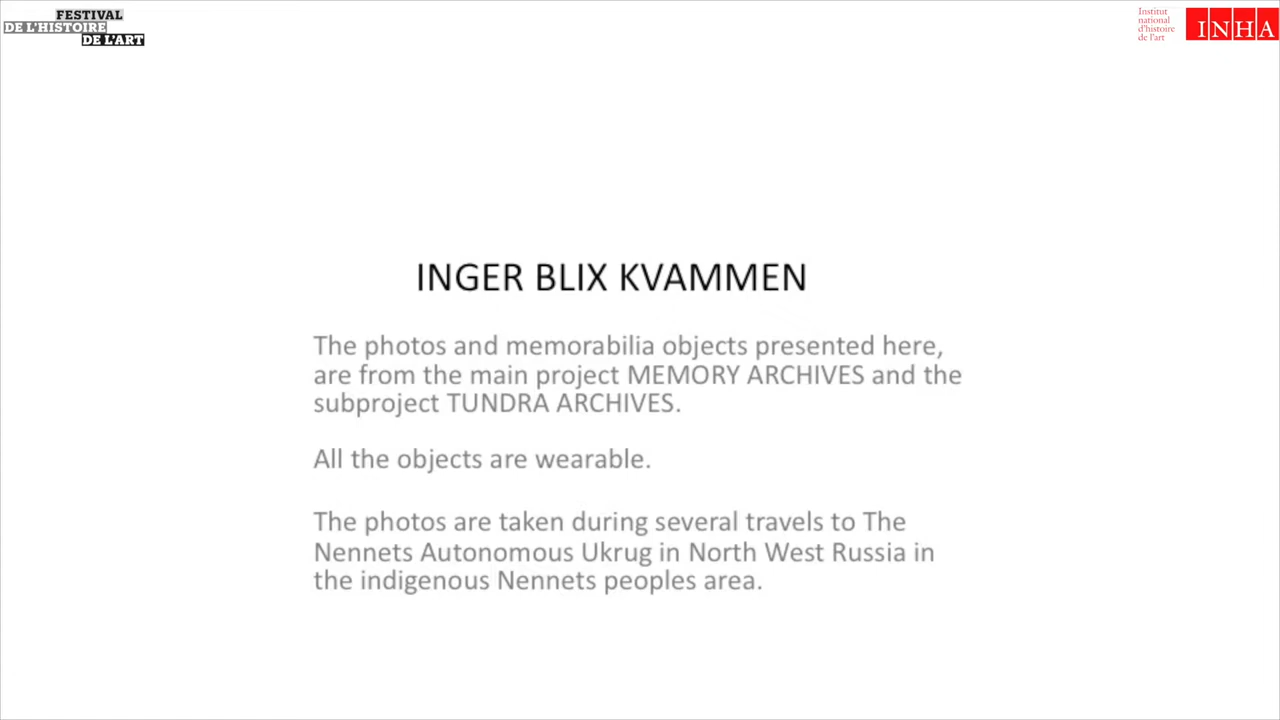 FESTIVAL
DE L'HISTOIRE
DE L'ART
Institut
national
d'histoire
de l'art
INHA
INGER BLIX KVAMMEN
The photos and memorabilia objects presented here,
are from the main project MEMORY ARCHIVES and the
subproject TUNDRA ARCHIVES.
All the objects are wearable.
The photos are taken during several travels to The
Nennets Autonomous Ukrug in North West Russia in
the indigenous Nennets peoples area.